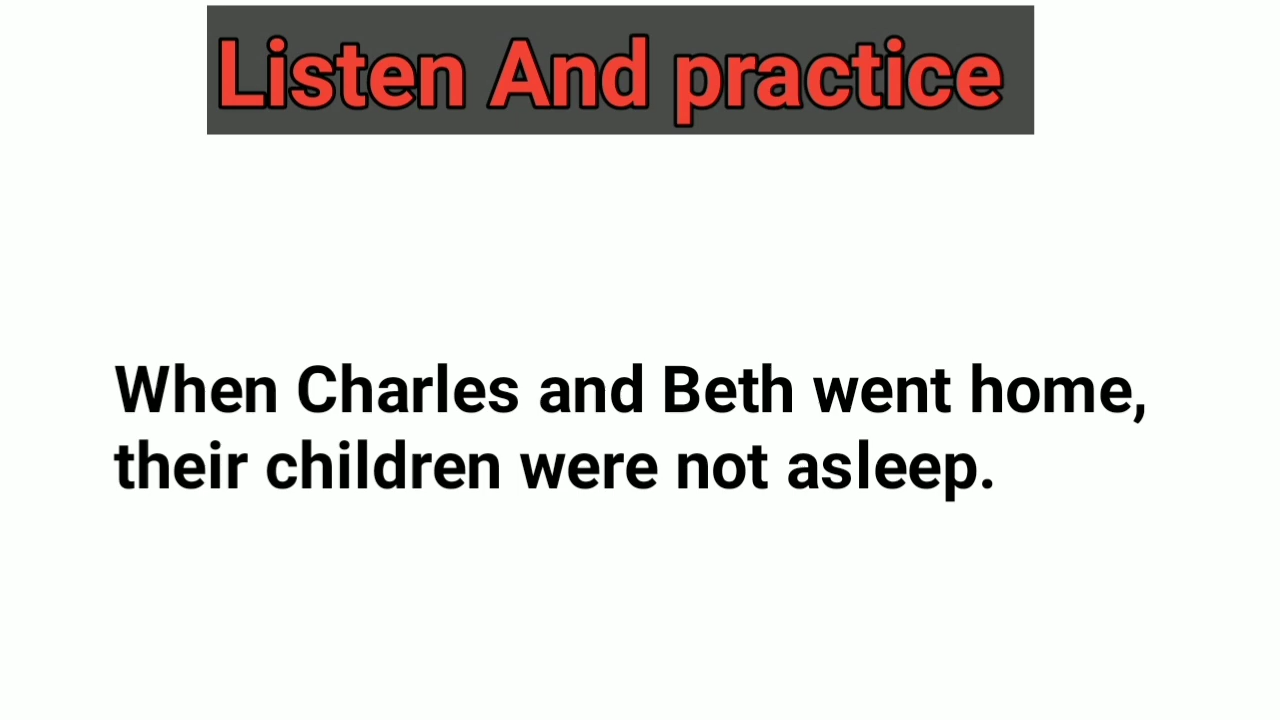 Listen And practice
When Charles and Beth went home,
their children were not asleep.